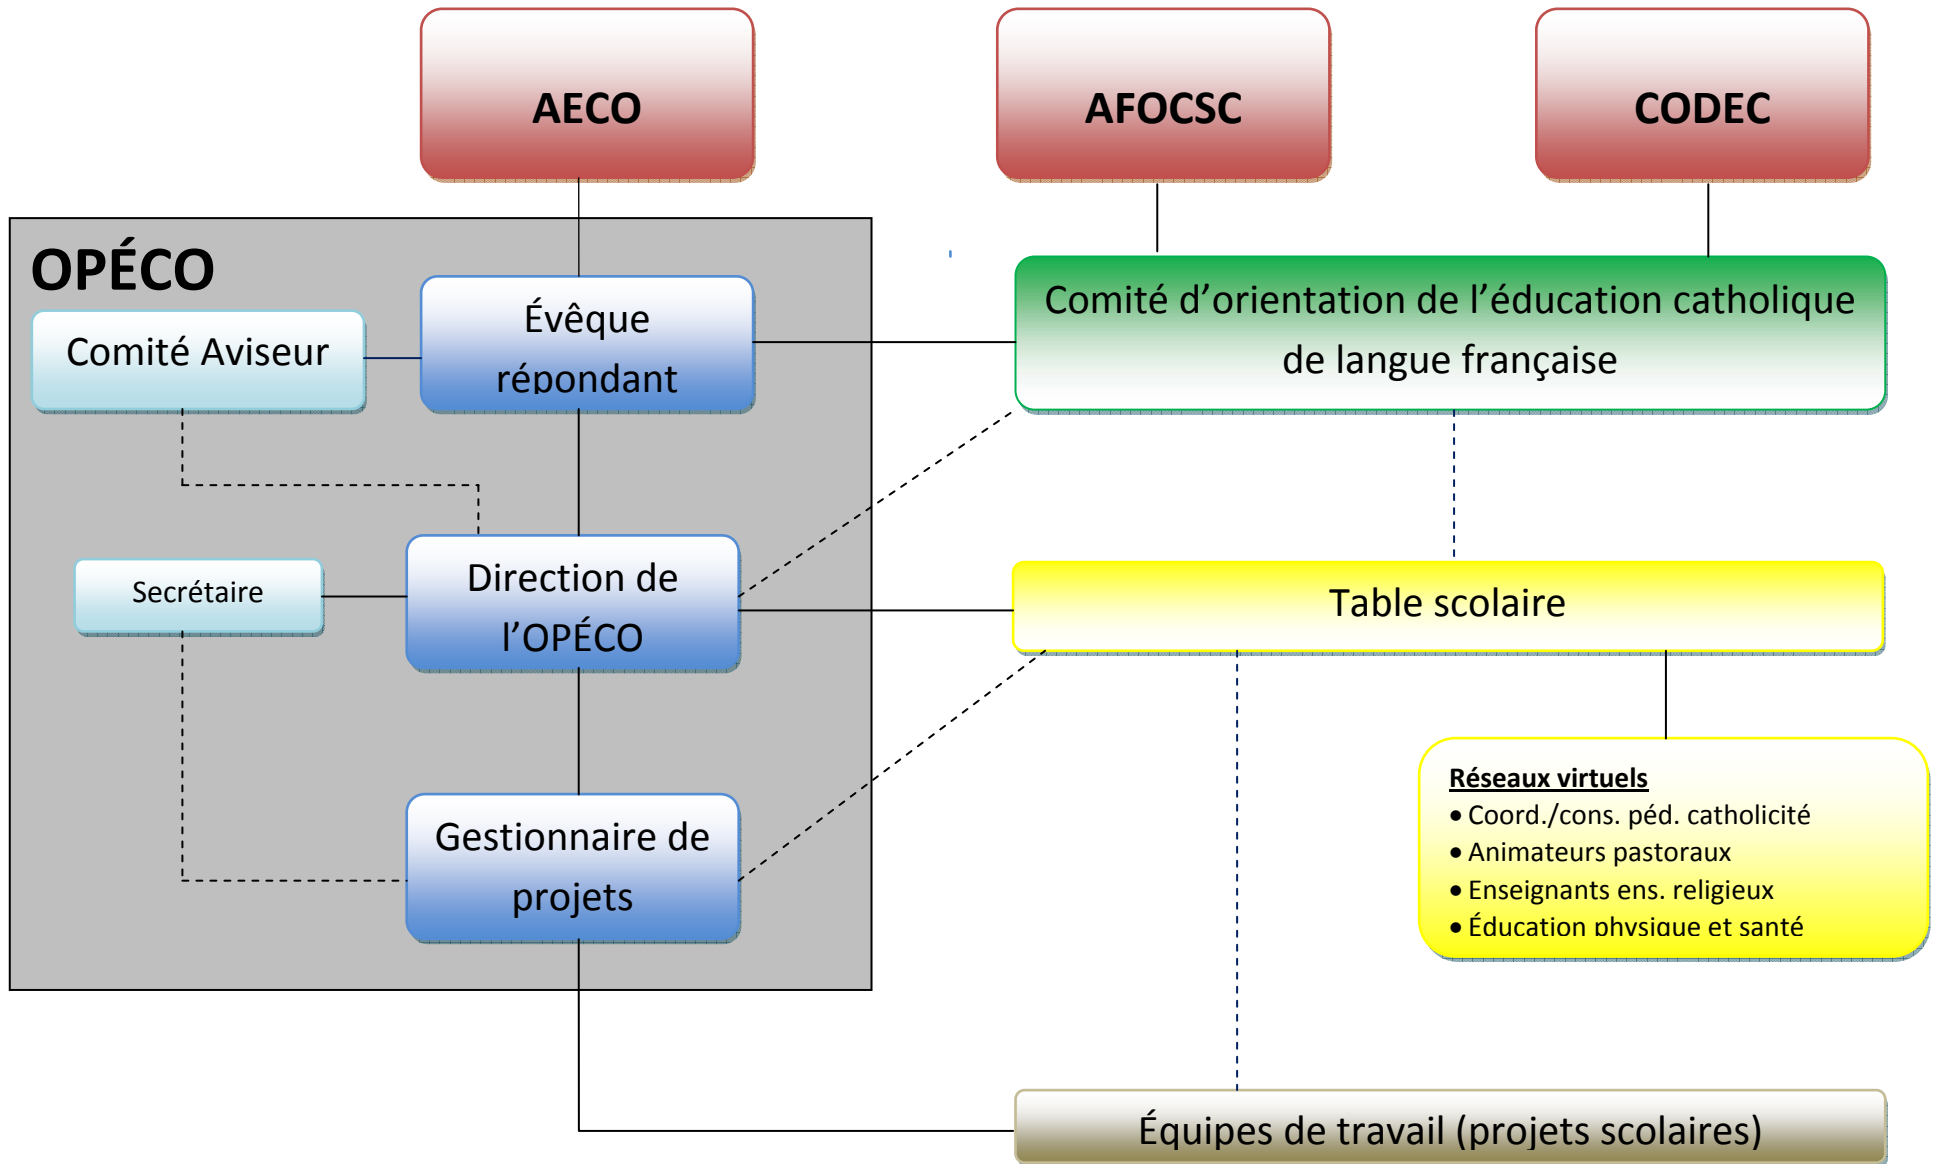 AECO
AFOCSC
CODEC
OPÉCO
Comité Aviseur
Évêque
répondant
Comité d'orientation de l'éducation catholique
de langue française
Secrétaire
Direction de
l'OPÉCO
Table scolaire
Gestionnaire de
projets
Réseaux virtuels
• Coord./cons. péd. catholicité
• Animateurs pastoraux
• Enseignants ens. religieux
• Éducation physique et santé
Équipes de travail (projets scolaires)